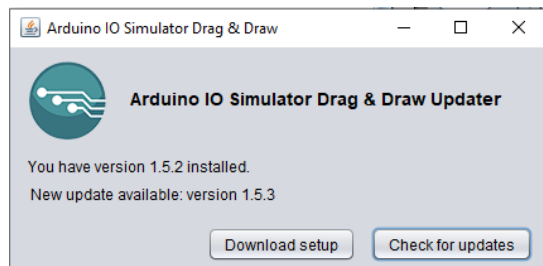 Arduino IO Simulator Drag & Draw
Arduino IO Simulator Drag & Draw Updater
You have version 1.5.2 installed.
New update available: version 1.5.3
Download setup
Check for updates